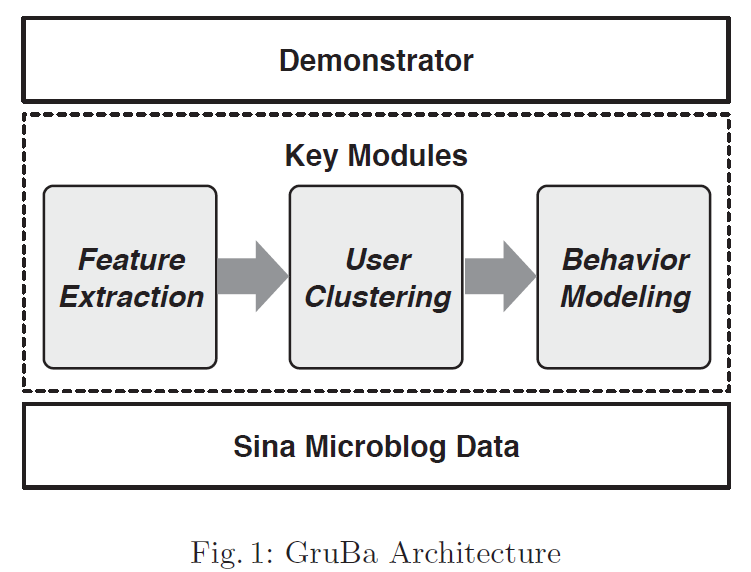 Demonstrator
Key Modules
Feature
Extraction
User
Clustering
Behavior
Modeling
Sina Microblog Data
Fig. 1: GruBa Architecture